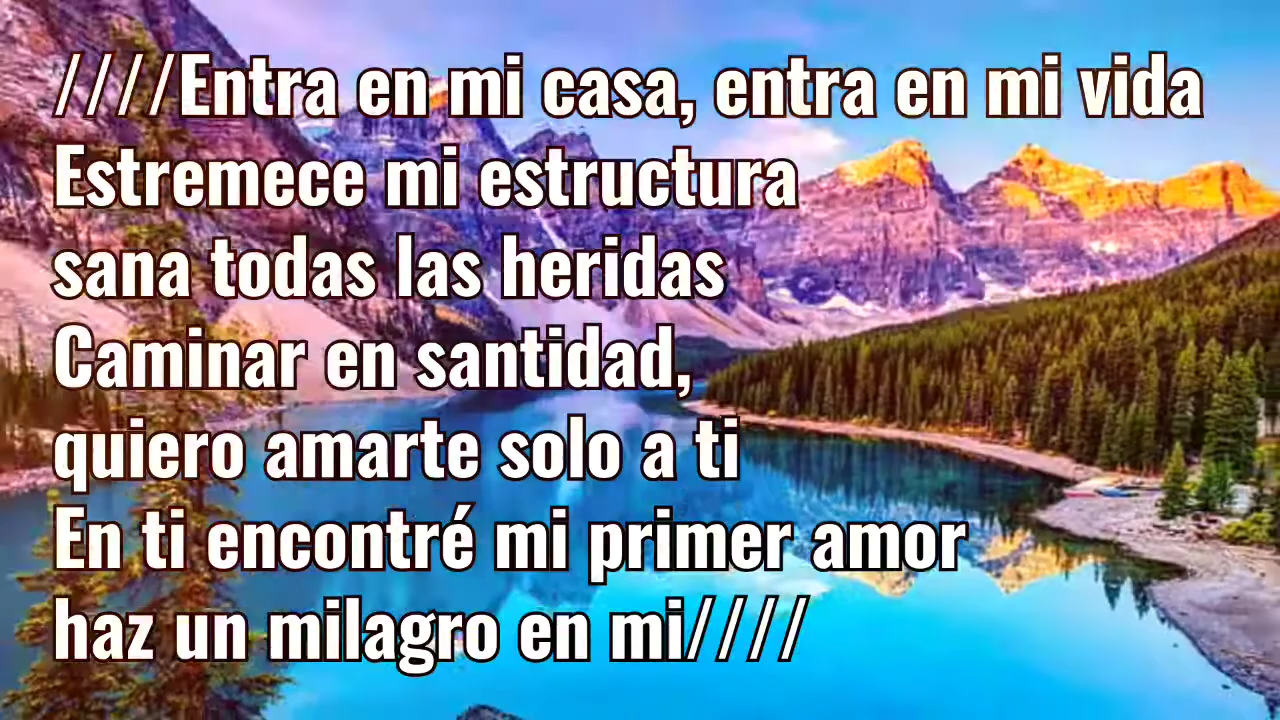 ////Entra en mi casa, entra en mi vida
Estremece mi estructura
sana todas las heridas
Caminar en santidad,
quiero amarte solo a ti
En ti encontré mi primer amor
haz un milagro en mi////